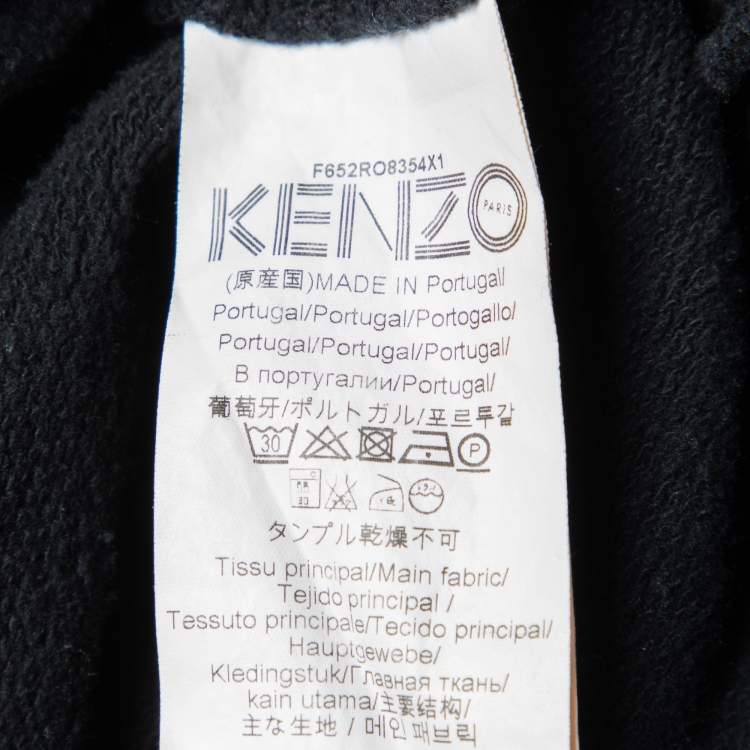 F652RO8354X1
KENZO PARIS
(原産国)MADE IN Portugal/
Portugal/Portugal/Portogallo/
Portugal/Portugal/Portugal/
В португалии/Portugal/
葡萄牙/ポルトガル/포르투갈
30 P
タンプル乾燥不可
Tissu principal/Main fabric/
Tejido principal /
Tessuto principale/Tecido principal/
Hauptgewebe/
Kledingstuk/Главная ткань/
kain utama/主要结构/
主な生地 / 메인패브릭